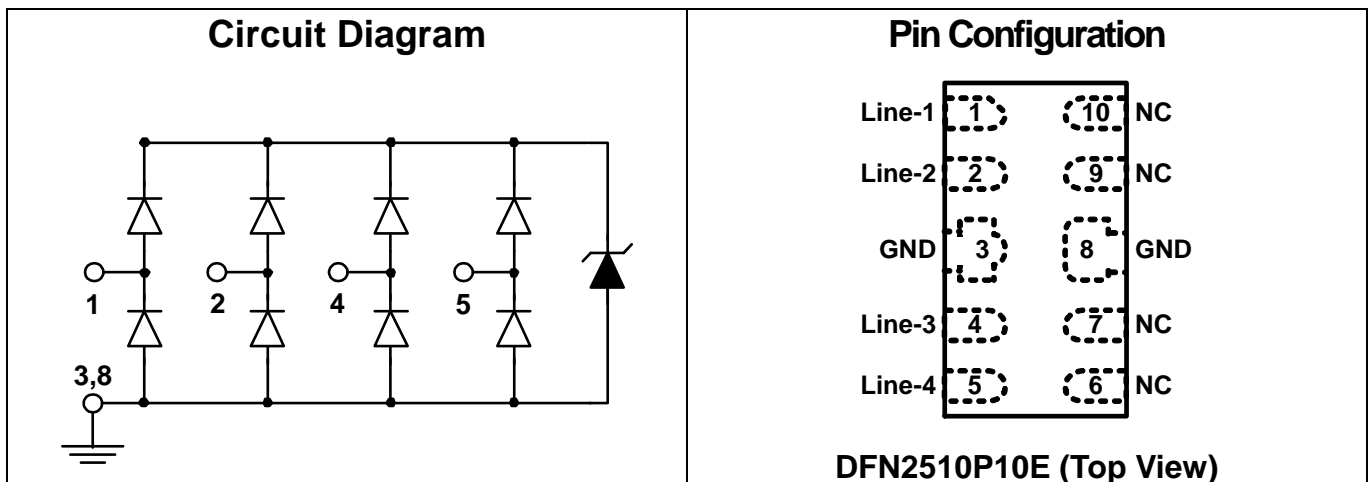 Circuit Diagram
1
2
4
5
3,8
Pin Configuration
Line-1 1 10 NC
Line-2 2 9 NC
GND 3 8 GND
Line-3 4 7 NC
Line-4 5 6 NC
DFN2510P10E (Top View)